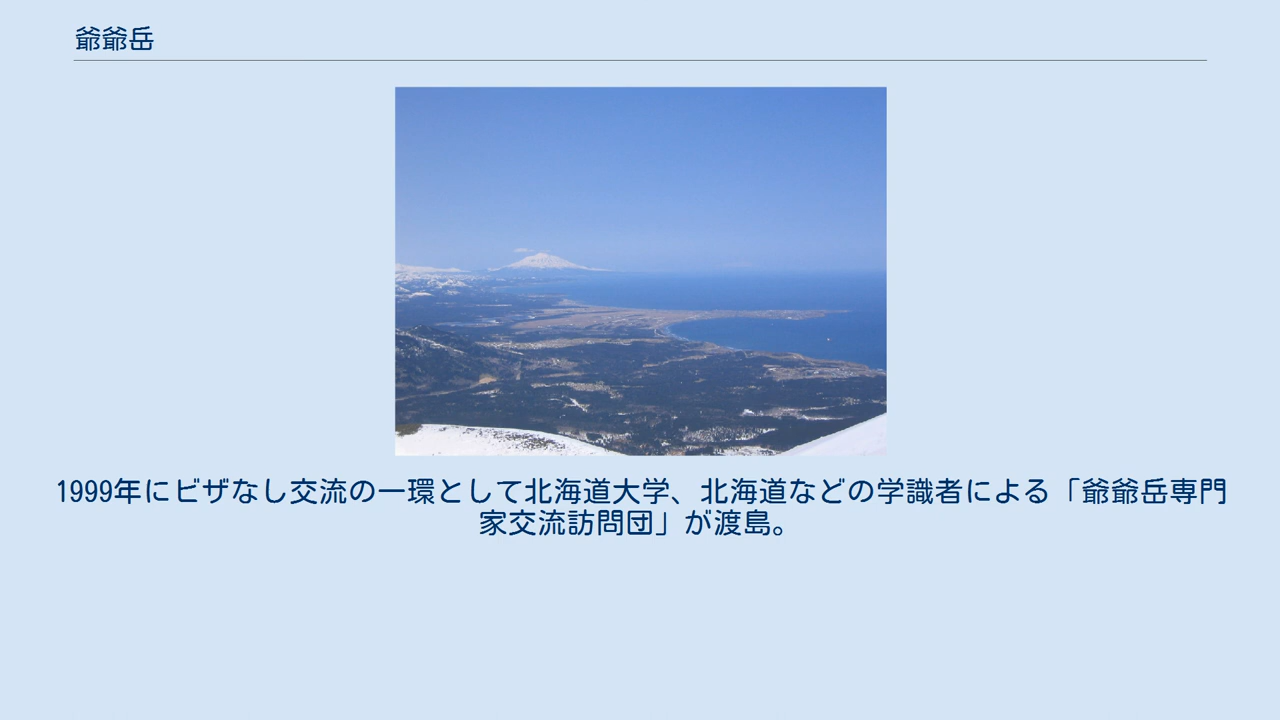 爺爺岳
1999年にビザなし交流の一環として北海道大学、北海道などの学識者による「爺爺岳専門
家交流訪問団」が渡島。